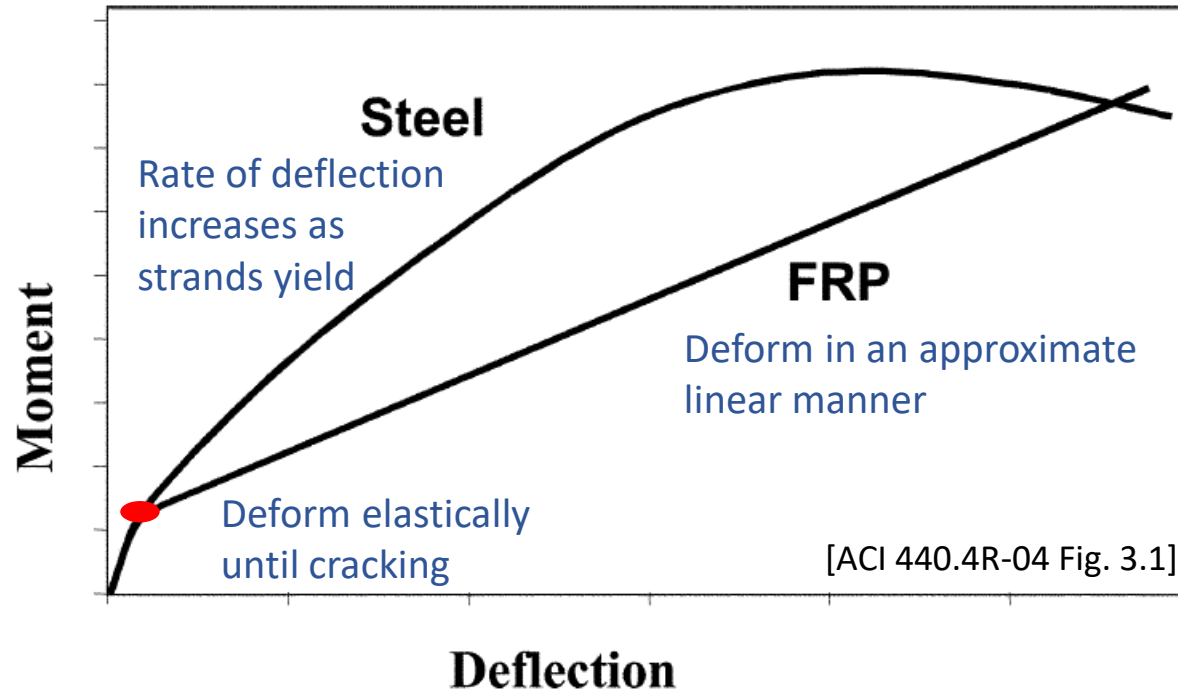 Steel
Rate of deflection
increases as
strands yield
FRP
Deform in an approximate
linear manner
Moment
Deform elastically
until cracking
[ACI 440.4R-04 Fig. 3.1]
Deflection